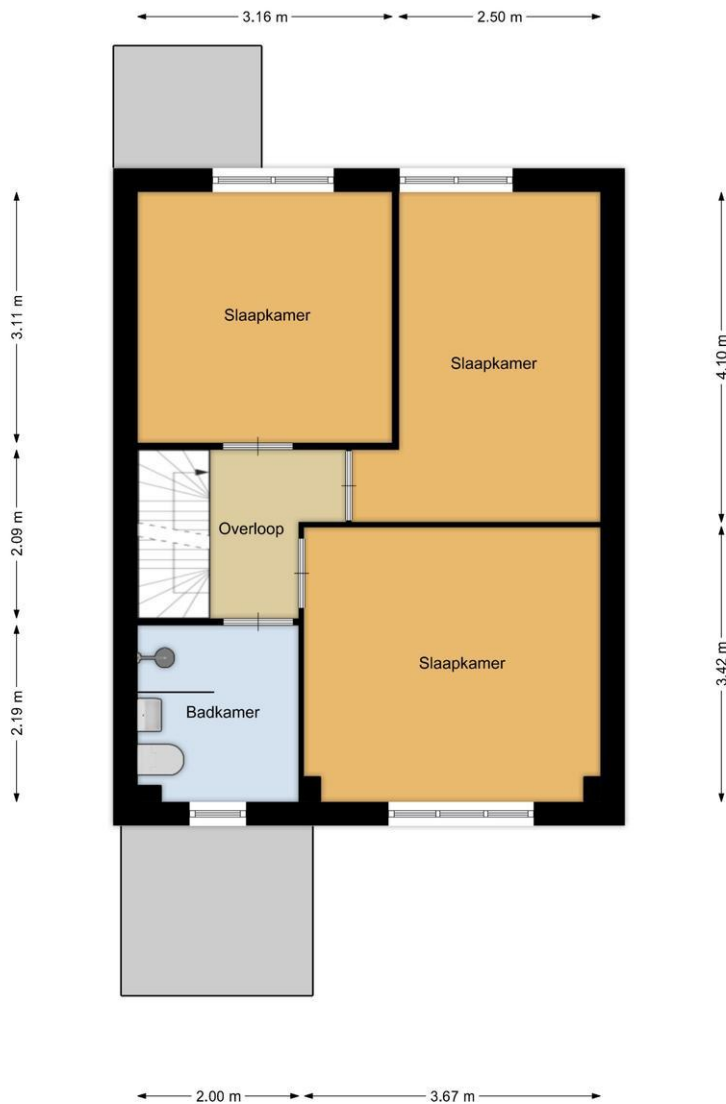 3.16 m
2.50 m
3.11 m
Slaapkamer
Slaapkamer
4.10 m
2.09 m
Overloop
2.19 m
Badkamer
Slaapkamer
3.42 m
2.00 m
3.67 m